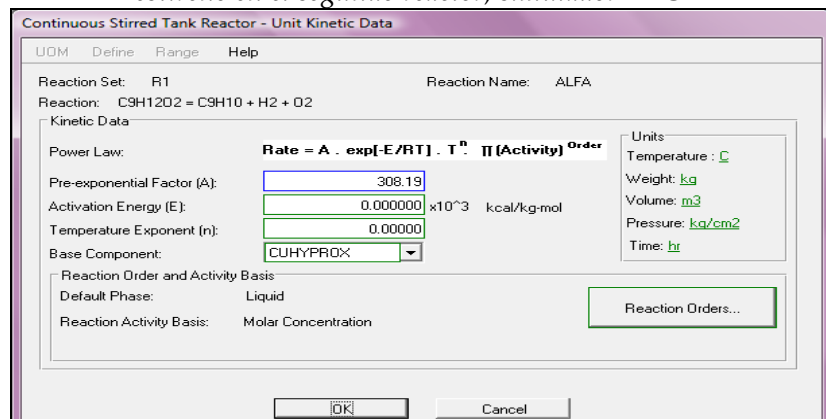 Continuous Stirred Tank Reactor - Unit Kinetic Data
UOM Define Range Help
Reaction Set: R1 Reaction Name: ALFA
Reaction: C9H12O2 = C9H10 + H2 + O2
Kinetic Data
Power Law: Rate = A . exp[-E/RT] . T^n. ∏(Activity)^Order
Pre-exponential Factor (A): 308.19
Activation Energy (E): 0.000000 x10^3 kcal/kg-mol
Temperature Exponent (n): 0.00000
Base Component: CUHYPROX
Units
Temperature : C
Weight: kg
Volume: m3
Pressure: kg/cm2
Time: hr
Reaction Order and Activity Basis
Default Phase: Liquid
Reaction Activity Basis: Molar Concentration
Reaction Orders...
OK Cancel